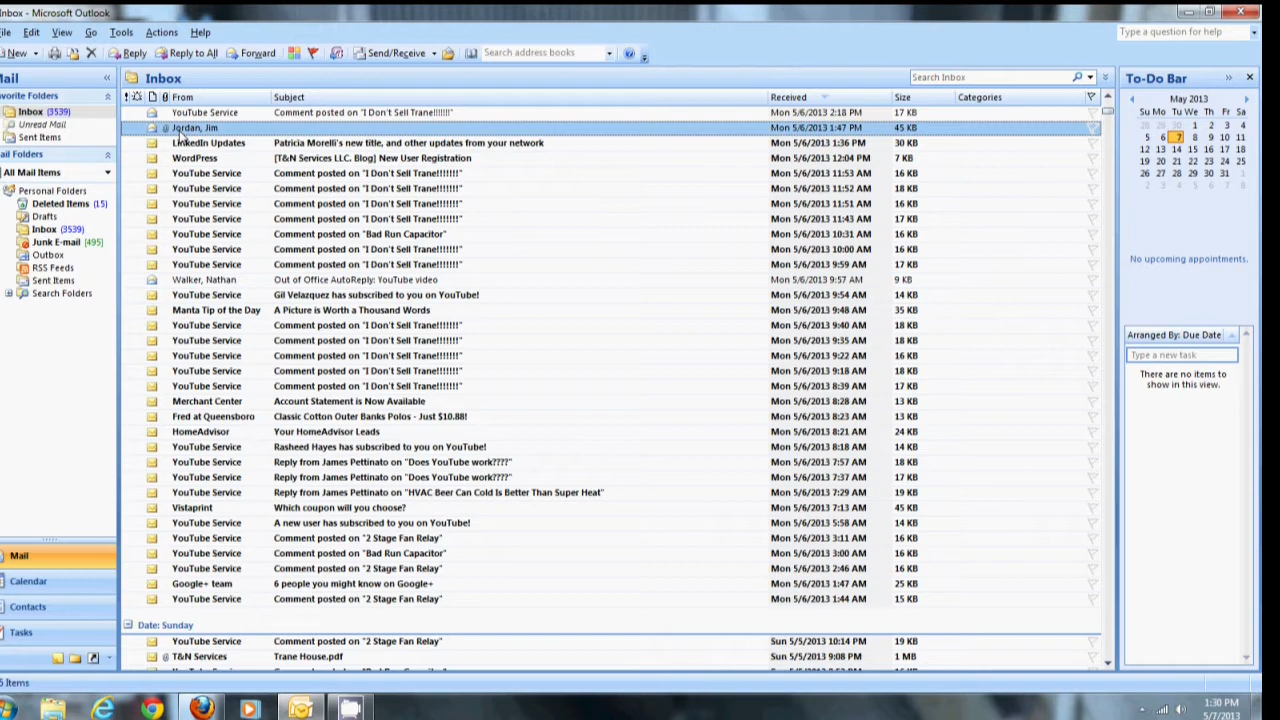 Inbox - Microsoft Outlook
File Edit View Go Tools Actions Help
Type a question for help
New Reply Reply to All Forward Send/Receive Search address books
Mail
Inbox
Search Inbox
To-Do Bar
Favorite Folders
Inbox (3539)
Unread Mail
Sent Items
Mail Folders
All Mail Items
Personal Folders
Deleted Items (15)
Drafts
Inbox (3539)
Junk E-mail [495]
Outbox
RSS Feeds
Sent Items
Search Folders
Mail
Calendar
Contacts
Tasks
From Subject Received Size Categories
YouTube Service Comment posted on "I Don't Sell Trane!!!!!!!" Mon 5/6/2013 2:18 PM 17 KB
Jordan, Jim Mon 5/6/2013 1:47 PM 45 KB
LinkedIn Updates Patricia Morelli's new title, and other updates from your network Mon 5/6/2013 1:36 PM 30 KB
WordPress [T&N Services LLC. Blog] New User Registration Mon 5/6/2013 12:04 PM 7 KB
YouTube Service Comment posted on "I Don't Sell Trane!!!!!!!" Mon 5/6/2013 11:53 AM 16 KB
YouTube Service Comment posted on "I Don't Sell Trane!!!!!!!" Mon 5/6/2013 11:52 AM 18 KB
YouTube Service Comment posted on "I Don't Sell Trane!!!!!!!" Mon 5/6/2013 11:51 AM 16 KB
YouTube Service Comment posted on "I Don't Sell Trane!!!!!!!" Mon 5/6/2013 11:43 AM 17 KB
YouTube Service Comment posted on "Bad Run Capacitor" Mon 5/6/2013 10:31 AM 16 KB
YouTube Service Comment posted on "I Don't Sell Trane!!!!!!!" Mon 5/6/2013 10:00 AM 16 KB
YouTube Service Comment posted on "I Don't Sell Trane!!!!!!!" Mon 5/6/2013 9:59 AM 17 KB
Walker, Nathan Out of Office AutoReply: YouTube video Mon 5/6/2013 9:57 AM 9 KB
YouTube Service Gil Velazquez has subscribed to you on YouTube! Mon 5/6/2013 9:54 AM 14 KB
Manta Tip of the Day A Picture is Worth a Thousand Words Mon 5/6/2013 9:48 AM 35 KB
YouTube Service Comment posted on "I Don't Sell Trane!!!!!!!" Mon 5/6/2013 9:40 AM 18 KB
YouTube Service Comment posted on "I Don't Sell Trane!!!!!!!" Mon 5/6/2013 9:35 AM 18 KB
YouTube Service Comment posted on "I Don't Sell Trane!!!!!!!" Mon 5/6/2013 9:22 AM 16 KB
YouTube Service Comment posted on "I Don't Sell Trane!!!!!!!" Mon 5/6/2013 9:18 AM 16 KB
YouTube Service Comment posted on "I Don't Sell Trane!!!!!!!" Mon 5/6/2013 8:39 AM 17 KB
Merchant Center Account Statement is Now Available Mon 5/6/2013 8:28 AM 13 KB
Fred at Queensboro Classic Cotton Outer Banks Polos - Just $10.88! Mon 5/6/2013 8:23 AM 13 KB
HomeAdvisor Your HomeAdvisor Leads Mon 5/6/2013 8:21 AM 24 KB
YouTube Service Rasheed Hayes has subscribed to you on YouTube! Mon 5/6/2013 8:18 AM 14 KB
YouTube Service Reply from James Pettinato on "Does YouTube work????" Mon 5/6/2013 7:57 AM 18 KB
YouTube Service Reply from James Pettinato on "Does YouTube work????" Mon 5/6/2013 7:37 AM 17 KB
YouTube Service Reply from James Pettinato on "HVAC Beer Can Cold Is Better Than Super Heat" Mon 5/6/2013 7:29 AM 19 KB
Vistaprint Which coupon will you choose? Mon 5/6/2013 7:13 AM 45 KB
YouTube Service A new user has subscribed to you on YouTube! Mon 5/6/2013 5:58 AM 14 KB
YouTube Service Comment posted on "2 Stage Fan Relay" Mon 5/6/2013 3:11 AM 16 KB
YouTube Service Comment posted on "Bad Run Capacitor" Mon 5/6/2013 3:00 AM 16 KB
YouTube Service Comment posted on "2 Stage Fan Relay" Mon 5/6/2013 2:46 AM 16 KB
Google+ team 6 people you might know on Google+ Mon 5/6/2013 1:47 AM 25 KB
YouTube Service Comment posted on "2 Stage Fan Relay" Mon 5/6/2013 1:44 AM 15 KB
Date: Sunday
YouTube Service Comment posted on "2 Stage Fan Relay" Sun 5/5/2013 10:14 PM 19 KB
T&N Services Trane House.pdf Sun 5/5/2013 9:08 PM 1 MB
May 2013
Su Mo Tu We Th Fr Sa
28 29 30 1 2 3 4
5 6 7 8 9 10 11
12 13 14 15 16 17 18
19 20 21 22 23 24 25
26 27 28 29 30 31 1
2 3 4 5 6 7 8
No upcoming appointments.
Arranged By: Due Date
Type a new task
There are no items to
show in this view.
Items
1:30 PM
5/7/2013